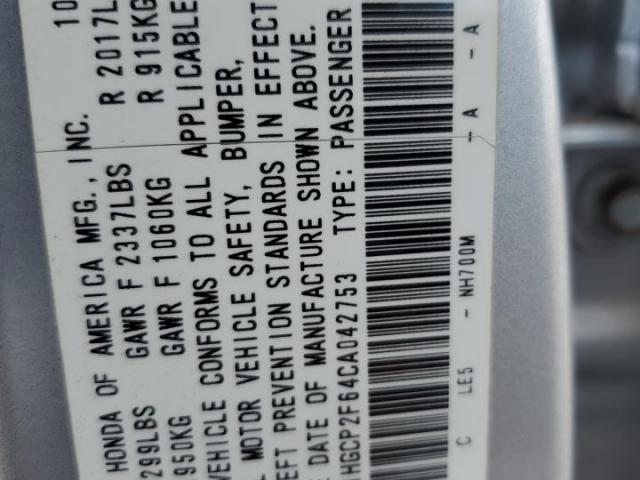 HONDA OF AMERICA MFG., INC. 10
299LBS GAWR F 2337LBS R 2017L
950KG GAWR F 1060KG R 915KG
VEHICLE CONFORMS TO ALL APPLICABLE
MOTOR VEHICLE SAFETY, BUMPER,
EFT PREVENTION STANDARDS IN EFFECT
DATE OF MANUFACTURE SHOWN ABOVE.
HGCP2F64CA042753 TYPE: PASSENGER
C LE5 - NH700M - A - A